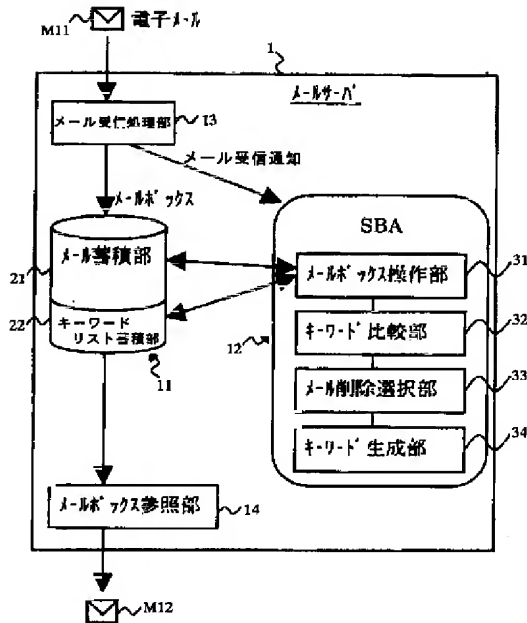 M11
電子メール
1
メールサーバ
メール受信処理部
13
メール受信通知
メールボックス
SBA
メール蓄積部
21
メールボックス操作部
31
22
キーワード
リスト蓄積部
11
12
キーワード比較部
32
メール削除選択部
33
キーワード生成部
34
メールボックス参照部
14
M12